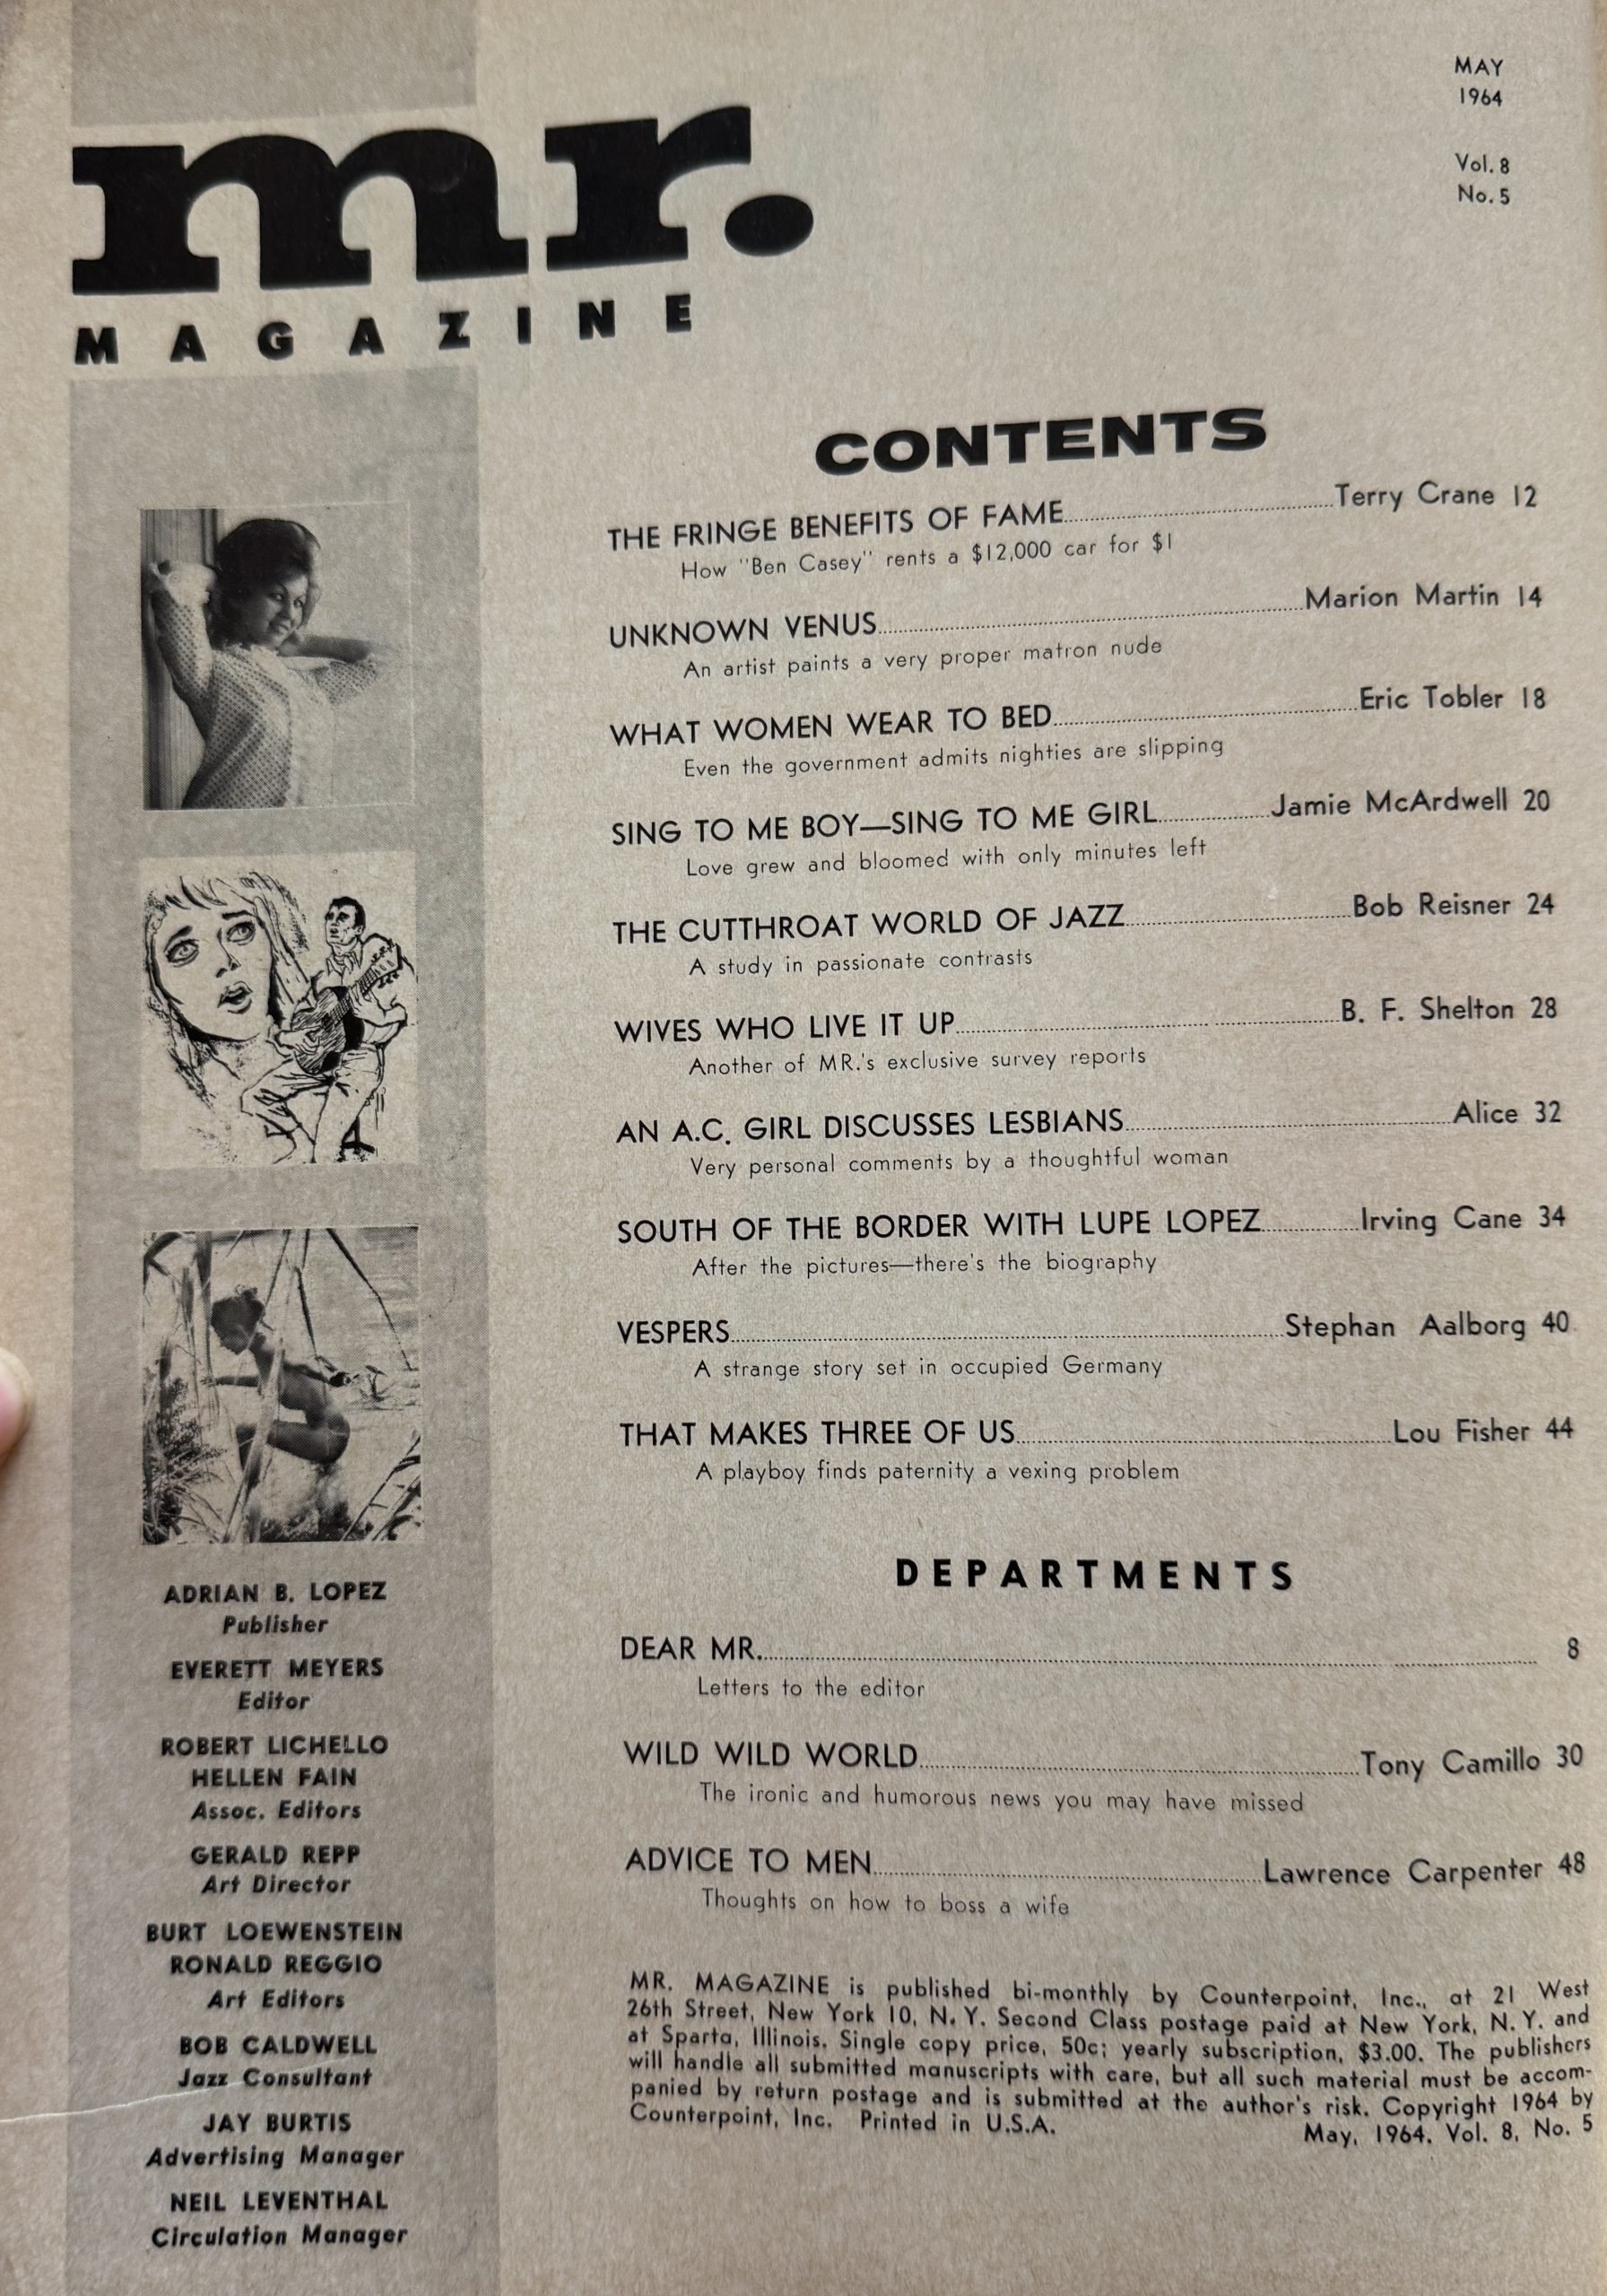 mr.
MAGAZINE
MAY
1964
Vol. 8
No. 5
CONTENTS
THE FRINGE BENEFITS OF FAME........Terry Crane 12
How "Ben Casey" rents a $12,000 car for $1
UNKNOWN VENUS........Marion Martin 14
An artist paints a very proper matron nude
WHAT WOMEN WEAR TO BED........Eric Tobler 18
Even the government admits nighties are slipping
SING TO ME BOY—SING TO ME GIRL........Jamie McArdwell 20
Love grew and bloomed with only minutes left
THE CUTTHROAT WORLD OF JAZZ........Bob Reisner 24
A study in passionate contrasts
WIVES WHO LIVE IT UP........B. F. Shelton 28
Another of MR.'s exclusive survey reports
AN A.C. GIRL DISCUSSES LESBIANS........Alice 32
Very personal comments by a thoughtful woman
SOUTH OF THE BORDER WITH LUPE LOPEZ........Irving Cane 34
After the pictures—there's the biography
VESPERS........Stephan Aalborg 40
A strange story set in occupied Germany
THAT MAKES THREE OF US........Lou Fisher 44
A playboy finds paternity a vexing problem
DEPARTMENTS
DEAR MR.........8
Letters to the editor
WILD WILD WORLD........Tony Camillo 30
The ironic and humorous news you may have missed
ADVICE TO MEN........Lawrence Carpenter 48
Thoughts on how to boss a wife
MR. MAGAZINE is published bi-monthly by Counterpoint, Inc., at 21 West
26th Street, New York 10, N. Y. Second Class postage paid at New York, N. Y. and
at Sparta, Illinois. Single copy price, 50c; yearly subscription, $3.00. The publishers
will handle all submitted manuscripts with care, but all such material must be accom-
panied by return postage and is submitted at the author's risk. Copyright 1964 by
Counterpoint, Inc. Printed in U.S.A.
May, 1964. Vol. 8, No. 5
ADRIAN B. LOPEZ
Publisher
EVERETT MEYERS
Editor
ROBERT LICHELLO
HELLEN FAIN
Assoc. Editors
GERALD REPP
Art Director
BURT LOEWENSTEIN
RONALD REGGIO
Art Editors
BOB CALDWELL
Jazz Consultant
JAY BURTIS
Advertising Manager
NEIL LEVENTHAL
Circulation Manager